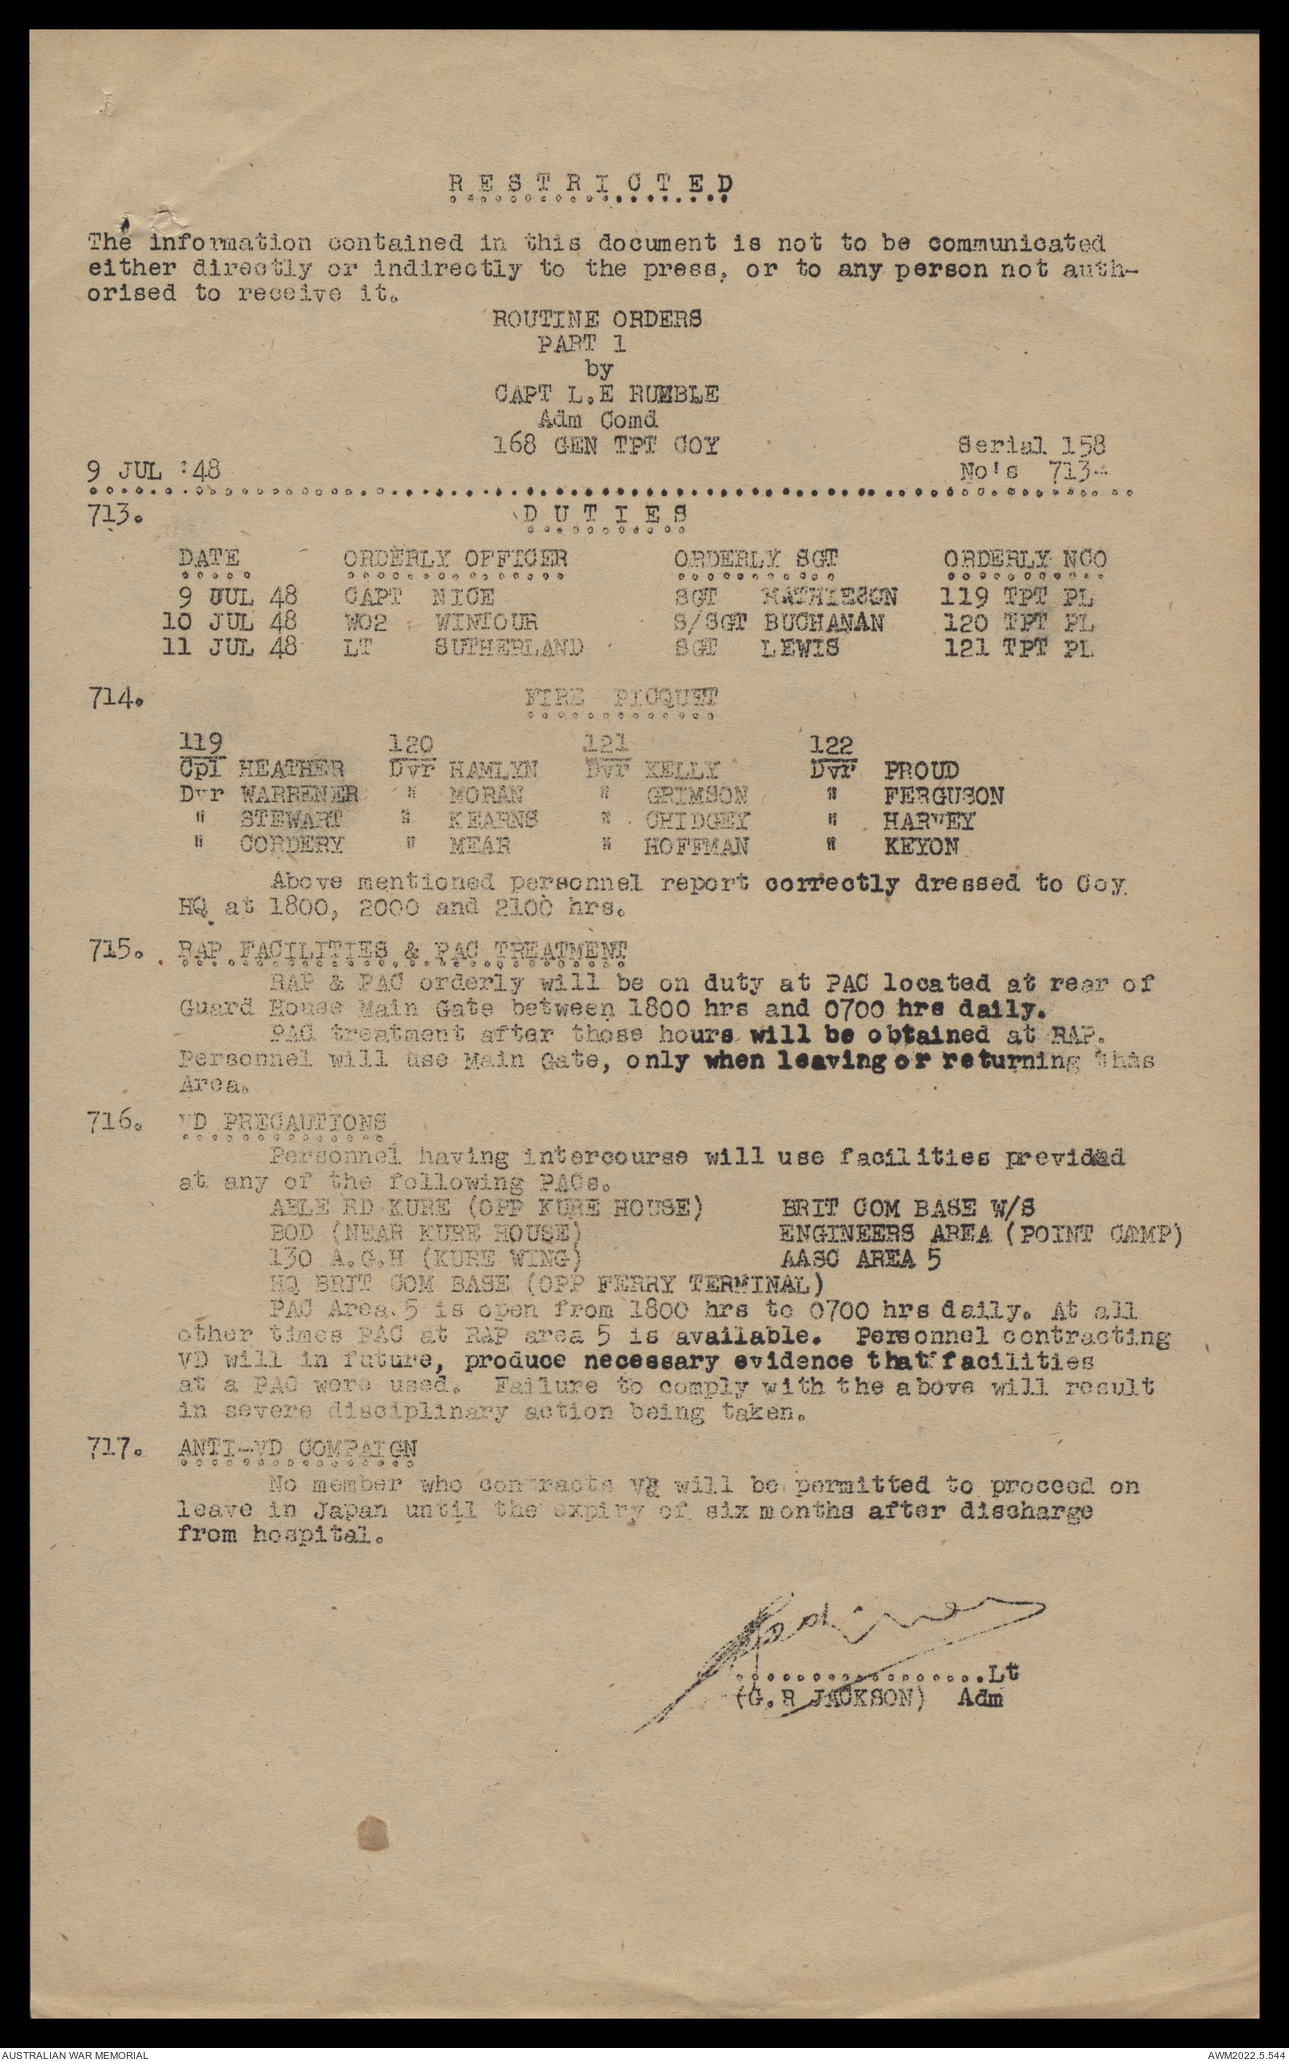 R E S T R I C T E D
The information contained in this document is not to be communicated
either directly or indirectly to the press, or to any person not auth-
orised to receive it.
ROUTINE ORDERS
PART 1
by
CAPT L.E RUMBLE
Adm Comd
168 GEN TPT COY Serial 158
9 JUL '48 No's 713-
713. D U T I E S
DATE ORDERLY OFFICER ORDERLY SGT ORDERLY NCO
9 JUL 48 CAPT NICE SGT MATHIESON 119 TPT PL
10 JUL 48 WO2 WINTOUR S/SGT BUCHANAN 120 TPT PL
11 JUL 48 LT SUTHERLAND SGT LEWIS 121 TPT PL
714. FIRE PICQUET
119 120 121 122
Cpl HEATHER Dvr HAMLYN Dvr KELLY Dvr PROUD
Dvr WARRENER " MORAN " GRIMSON " FERGUSON
" STEWART " KEARNS " CHIDGEY " HARVEY
" CORDERY " MEAR " HOFFMAN " KEYON
Above mentioned personnel report correctly dressed to Coy
HQ at 1800, 2000 and 2100 hrs.
715. RAP FACILITIES & PAC TREATMENT
RAP & PAC orderly will be on duty at PAC located at rear of
Guard House Main Gate between 1800 hrs and 0700 hrs daily.
PAC treatment after those hours will be obtained at RAP.
Personnel will use Main Gate, only when leaving or returning this
Area.
716. VD PRECAUTIONS
Personnel having intercourse will use facilities previded
at any of the following PACs.
ABLE RD KURE (OPP KURE HOUSE) BRIT COM BASE W/S
BOD (NEAR KURE HOUSE) ENGINEERS AREA (POINT CAMP)
130 A.G.H (KURE WING) AASC AREA 5
HQ BRIT COM BASE (OPP FERRY TERMINAL)
PAC Area 5 is open from 1800 hrs to 0700 hrs daily. At all
other times PAC at RAP area 5 is available. Personnel contracting
VD will in future, produce necessary evidence that facilities
at a PAC were used. Failure to comply with the above will result
in severe disciplinary action being taken.
717. ANTI-VD COMPAIGN
No member who contracts VD will be permitted to proceed on
leave in Japan until the expiry of six months after discharge
from hospital.
.................Lt
(G.R JACKSON) Adm
AUSTRALIAN WAR MEMORIAL AWM2022.5.544